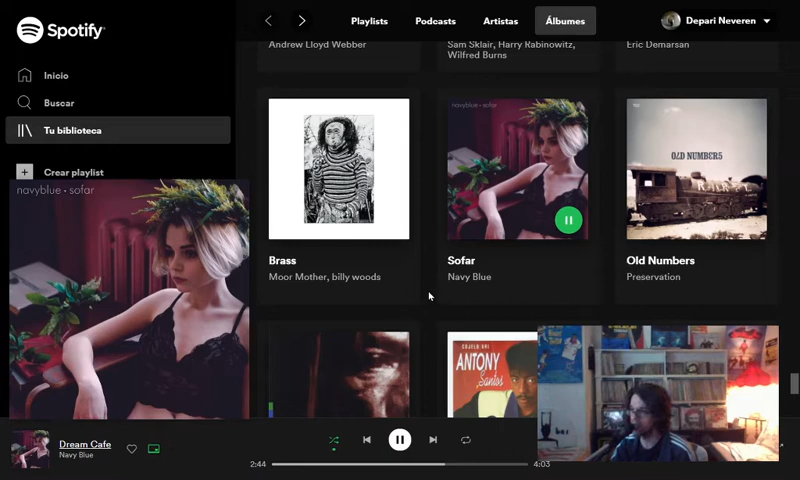 Spotify
Playlists
Podcasts
Artistas
Álbumes
Depari Neveren
Inicio
Buscar
Tu biblioteca
Crear playlist
Andrew Lloyd Webber
Sam Sklair, Harry Rabinowitz,
Wilfred Burns
Eric Demarsan
navyblue · sofar
OLD NUMBERS
Brass
Moor Mother, billy woods
Sofar
Navy Blue
Old Numbers
Preservation
navyblue · sofar
ANTONY
Santos
Dream Cafe
Navy Blue
2:44
4:03